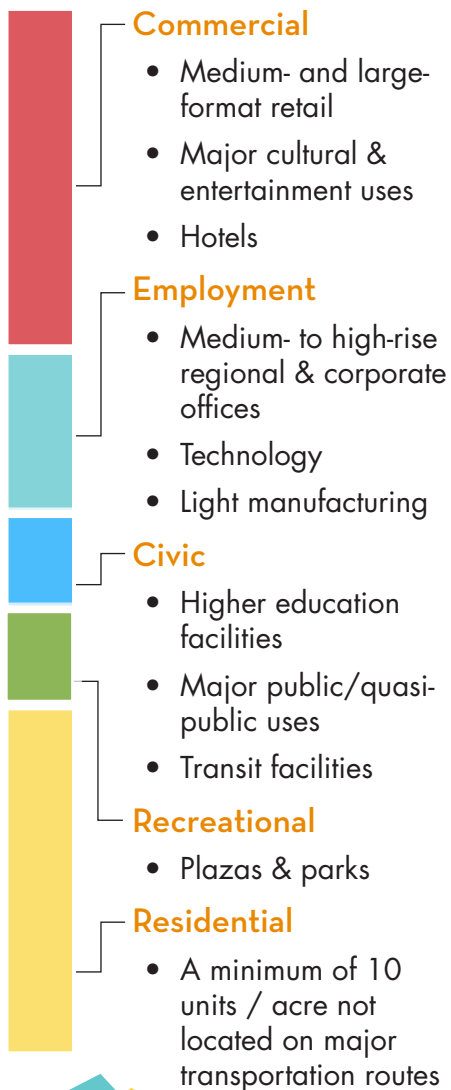 Commercial
• Medium- and large-
format retail
• Major cultural &
entertainment uses
• Hotels
Employment
• Medium- to high-rise
regional & corporate
offices
• Technology
• Light manufacturing
Civic
• Higher education
facilities
• Major public/quasi-
public uses
• Transit facilities
Recreational
• Plazas & parks
Residential
• A minimum of 10
units / acre not
located on major
transportation routes